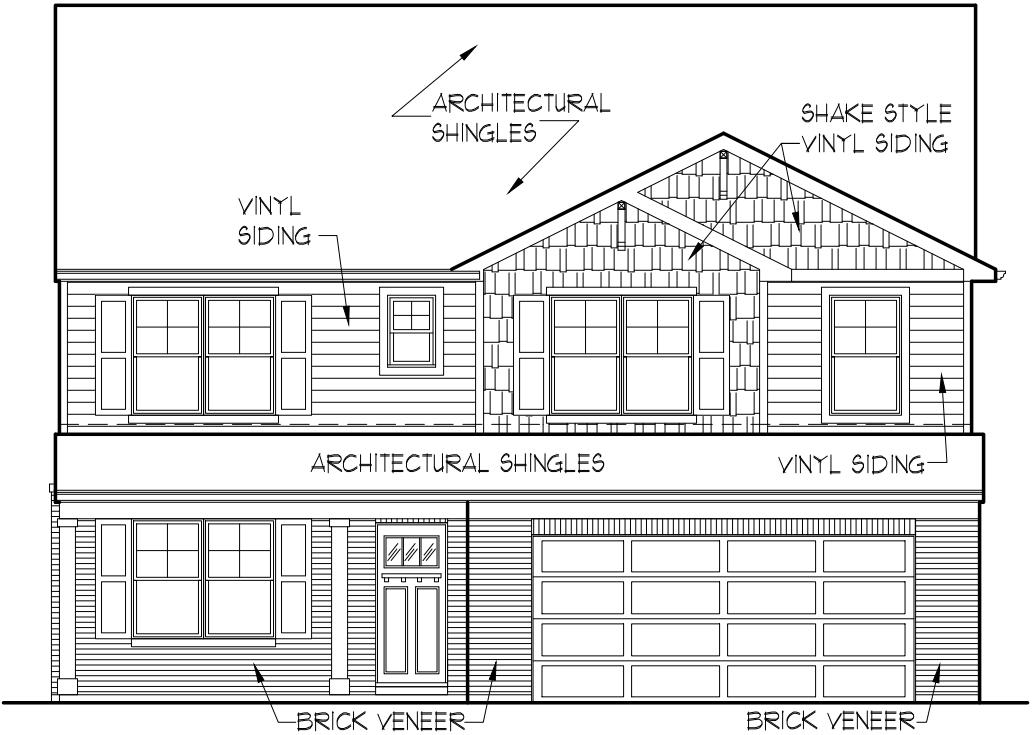 ARCHITECTURAL
SHINGLES
SHAKE STYLE
VINYL SIDING
VINYL
SIDING
ARCHITECTURAL SHINGLES
VINYL SIDING
BRICK VENEER
BRICK VENEER